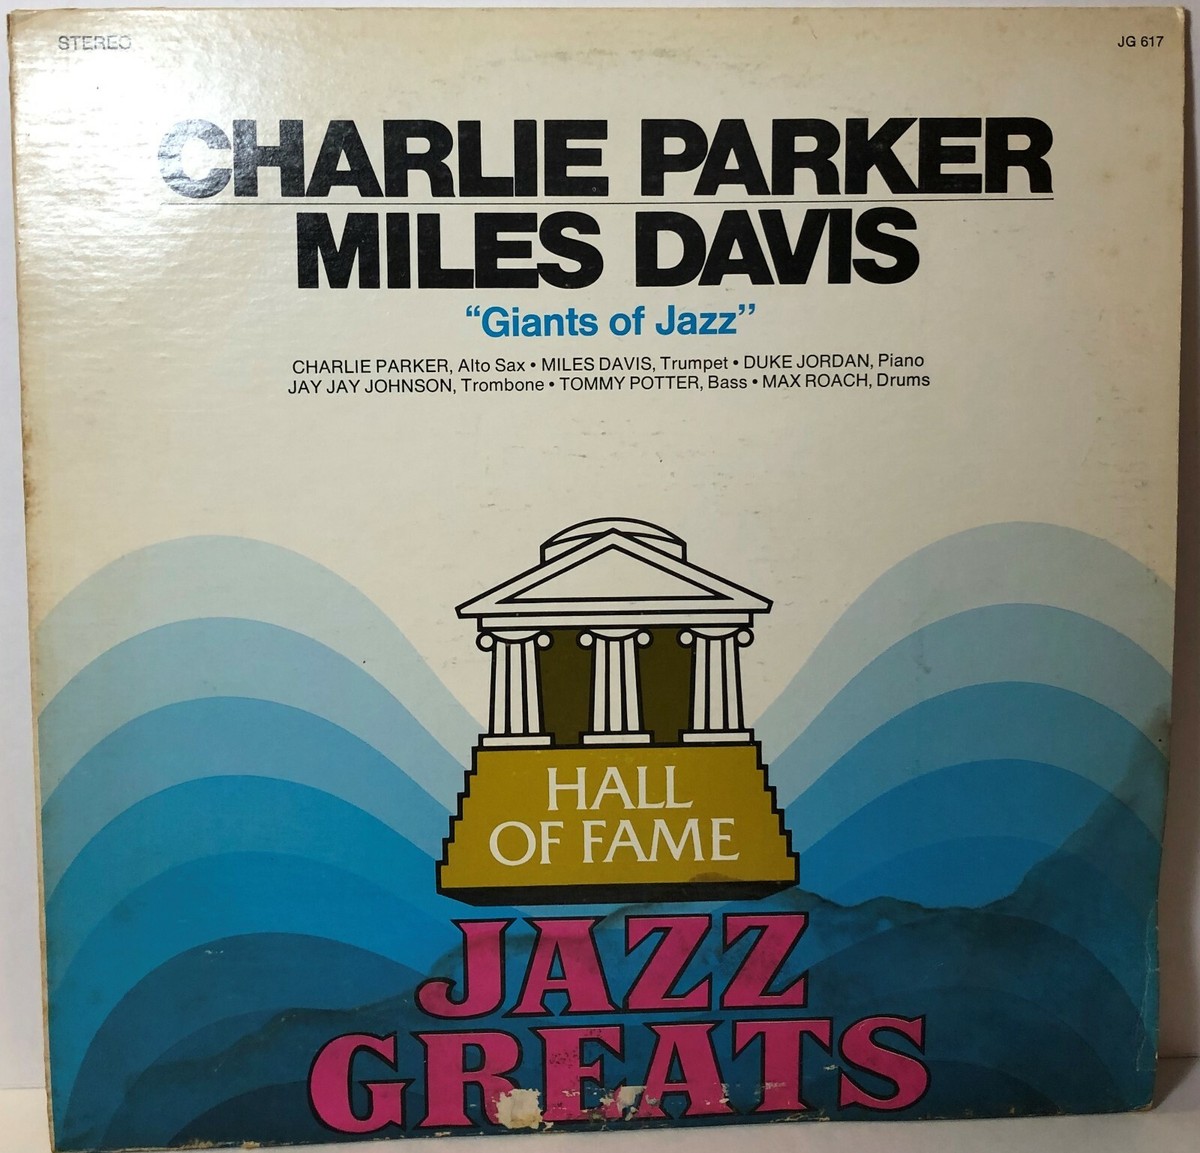 STEREO
JG 617
CHARLIE PARKER
MILES DAVIS
“Giants of Jazz”
CHARLIE PARKER, Alto Sax • MILES DAVIS, Trumpet • DUKE JORDAN, Piano
JAY JAY JOHNSON, Trombone • TOMMY POTTER, Bass • MAX ROACH, Drums
HALL
OF FAME
JAZZ
GREATS